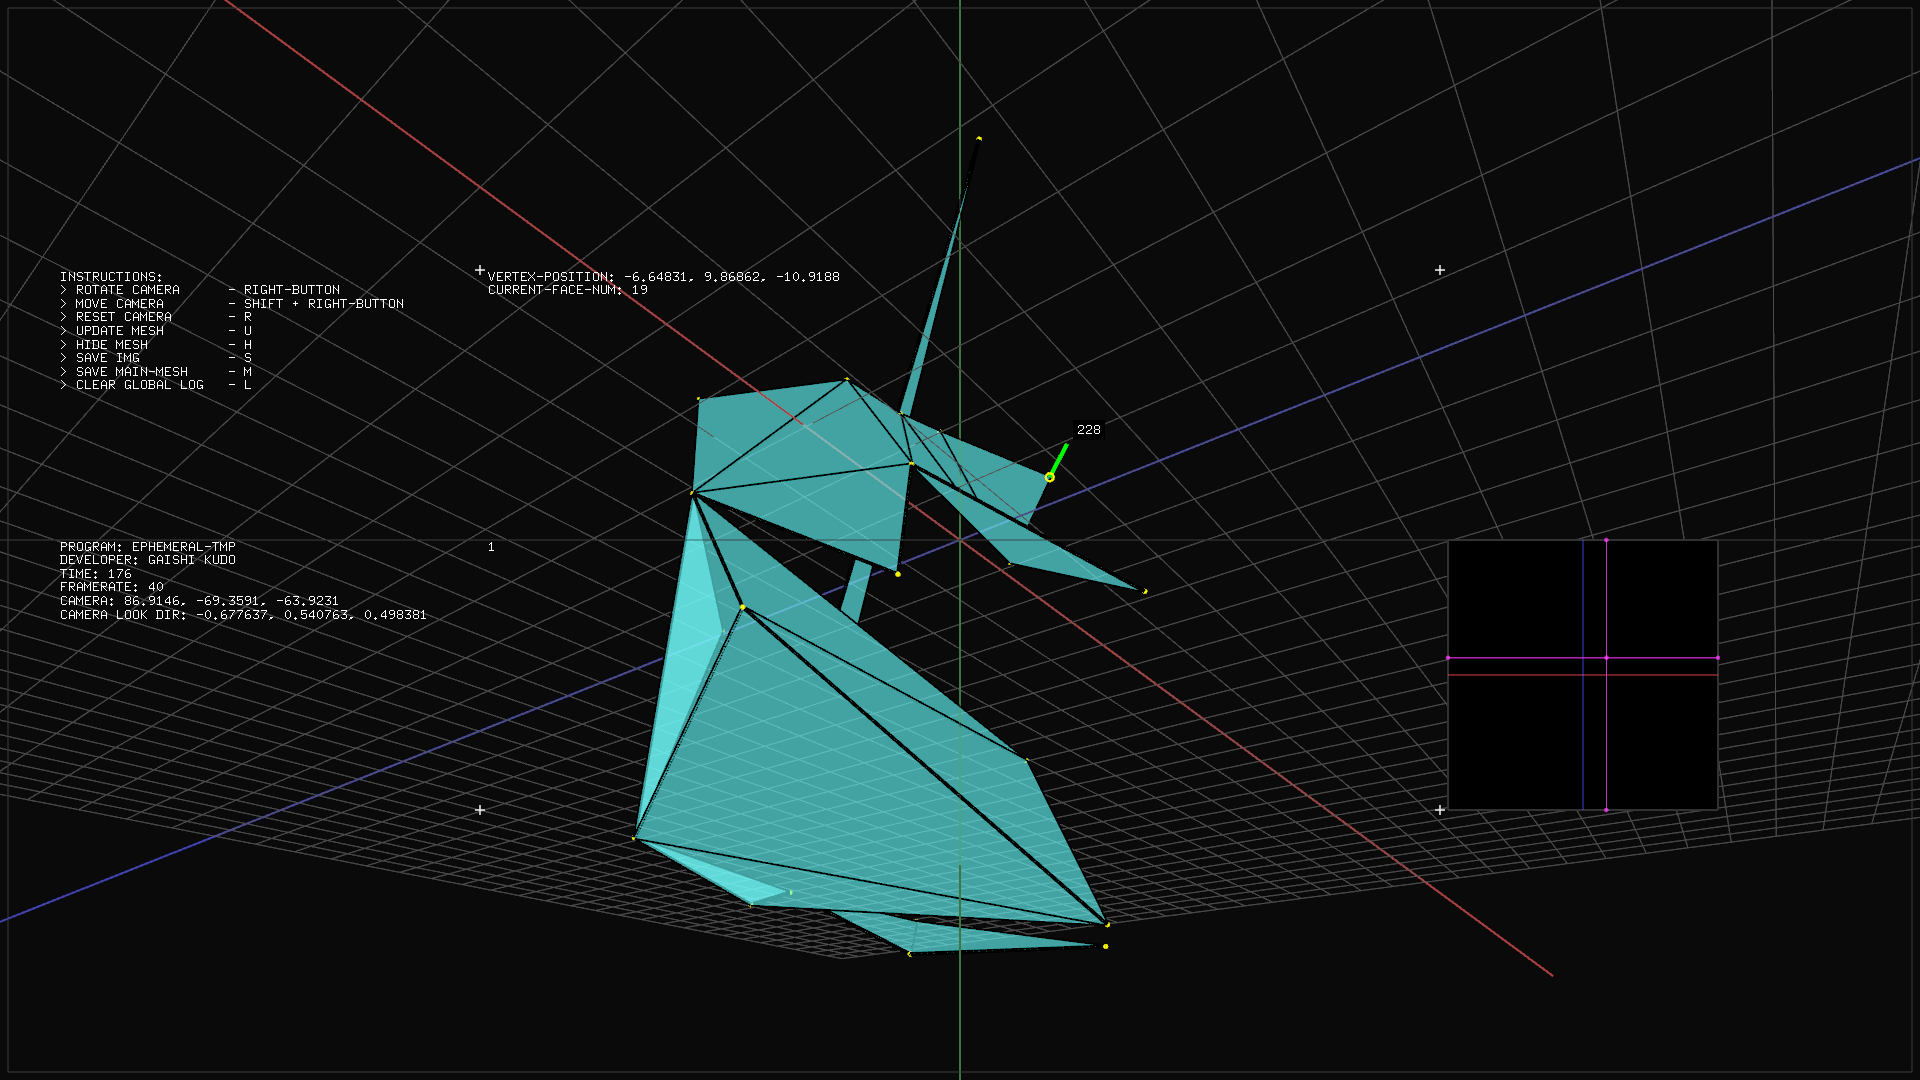 INSTRUCTIONS:
> ROTATE CAMERA - RIGHT-BUTTON
> MOVE CAMERA - SHIFT + RIGHT-BUTTON
> RESET CAMERA - R
> UPDATE MESH - U
> HIDE MESH - H
> SAVE IMG - S
> SAVE MAIN-MESH - M
> CLEAR GLOBAL LOG - L
VERTEX-POSITION: -6.64831, 9.86862, -10.9188
CURRENT-FACE-NUM: 19
228
PROGRAM: EPHEMERAL-TMP
DEVELOPER: GAISHI KUDO
TIME: 176
FRAMERATE: 40
CAMERA: 86.9146, -69.3591, -63.9231
CAMERA LOOK DIR: -0.677637, 0.540763, 0.498381
1